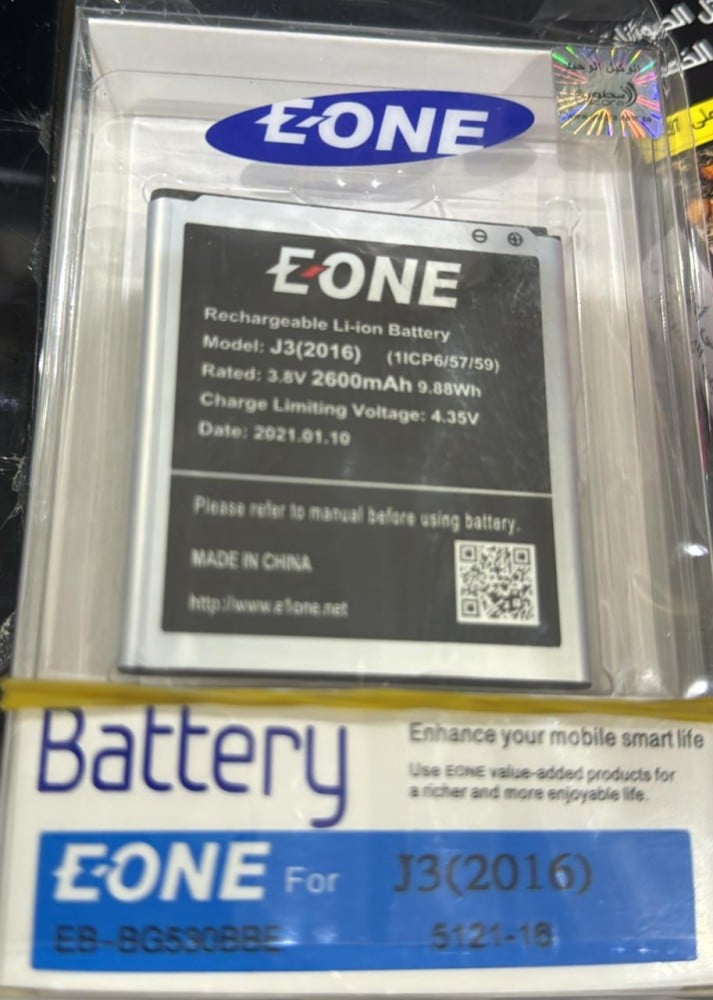 E-ONE
الوكيل الوحيد
E-ONE
Rechargeable Li-ion Battery
Model: J3(2016) (1ICP6/57/59)
Rated: 3.8V 2600mAh 9.88Wh
Charge Limiting Voltage: 4.35V
Date: 2021.01.10
Please refer to manual before using battery.
MADE IN CHINA
http://www.e1one.net
Battery
Enhance your mobile smart life
Use EONE value-added products for
a richer and more enjoyable life.
E-ONE For J3(2016)
EB-BG530BBE 5121-16